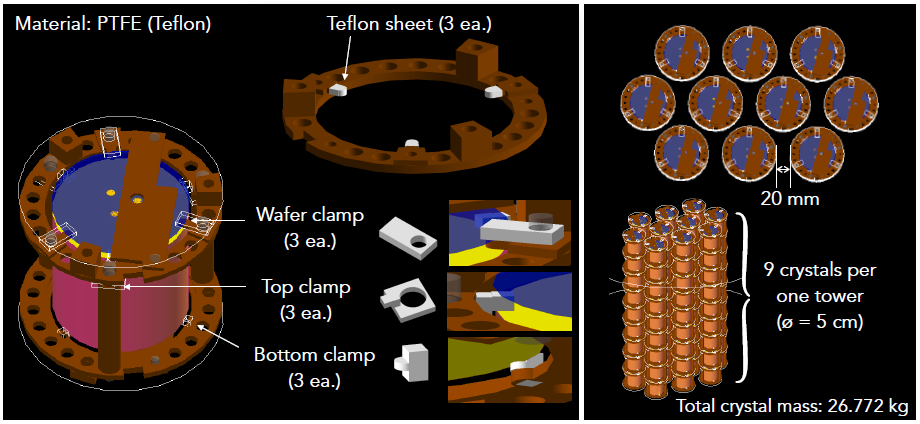 Material: PTFE (Teflon)
Teflon sheet (3 ea.)
Wafer clamp
(3 ea.)
Top clamp
(3 ea.)
Bottom clamp
(3 ea.)
20 mm
9 crystals per
one tower
(ø = 5 cm)
Total crystal mass: 26.772 kg